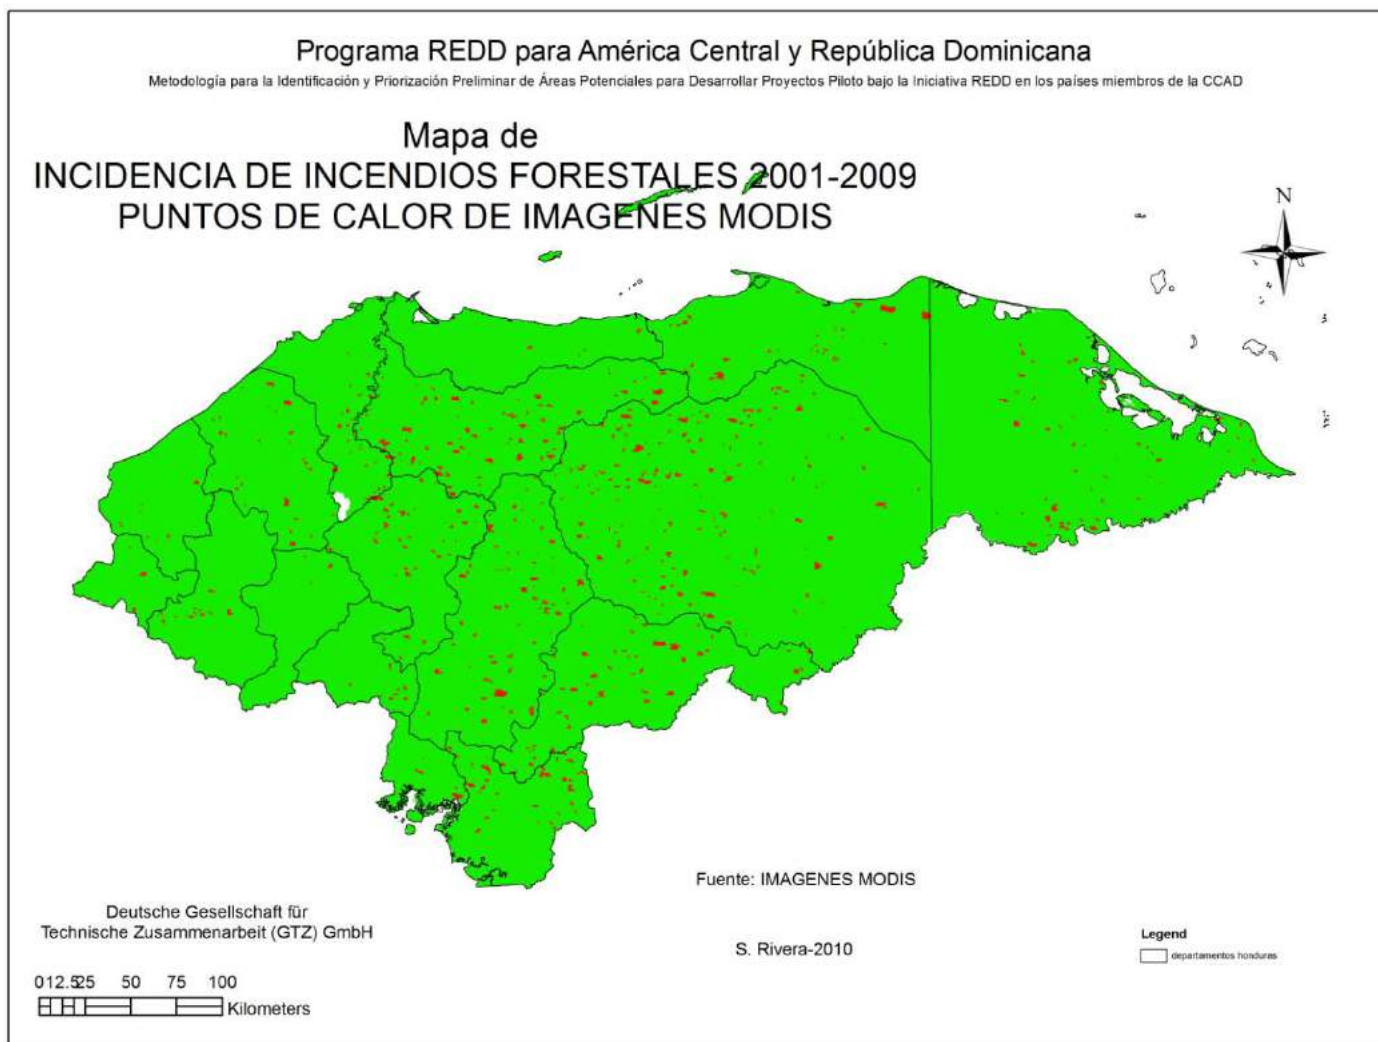 Programa REDD para América Central y República Dominicana
Metodología para la Identificación y Priorización Preliminar de Áreas Potenciales para Desarrollar Proyectos Piloto bajo la Iniciativa REDD en los países miembros de la CCAD
Mapa de
INCIDENCIA DE INCENDIOS FORESTALES 2001-2009
PUNTOS DE CALOR DE IMAGENES MODIS
N
Fuente: IMAGENES MODIS
Deutsche Gesellschaft für
Technische Zusammenarbeit (GTZ) GmbH
S. Rivera-2010
Legend
departamentos honduras
0 12.5 25 50 75 100
Kilometers